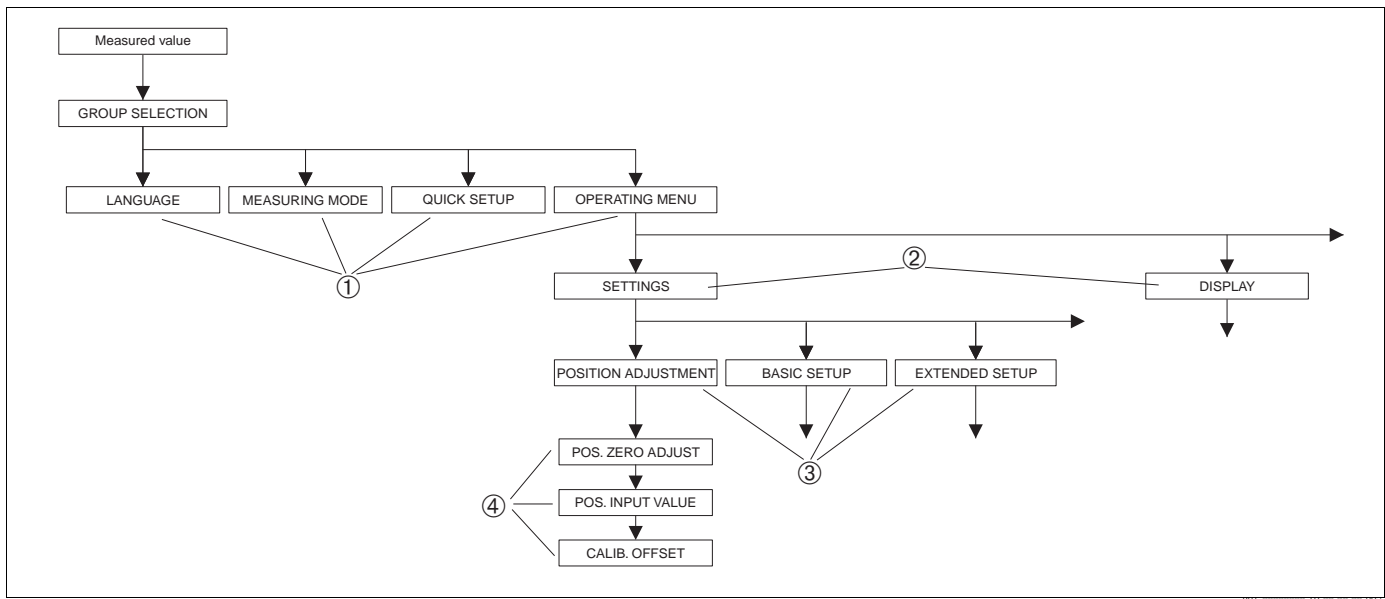 Measured value
GROUP SELECTION
LANGUAGE
MEASURING MODE
QUICK SETUP
OPERATING MENU
①
SETTINGS
②
DISPLAY
POSITION ADJUSTMENT
BASIC SETUP
EXTENDED SETUP
③
POS. ZERO ADJUST
④
POS. INPUT VALUE
CALIB. OFFSET